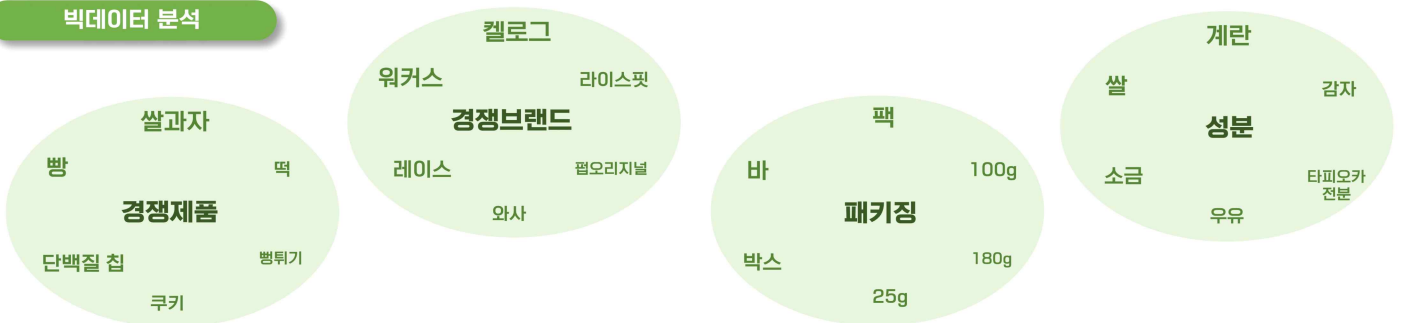 빅데이터 분석
쌀과자
빵
떡
경쟁제품
단백질 칩
뻥튀기
쿠키
켈로그
워커스
라이스핏
경쟁브랜드
레이스
펍오리지널
와사
팩
바
100g
패키징
박스
180g
25g
계란
쌀
감자
성분
소금
타피오카
전분
우유